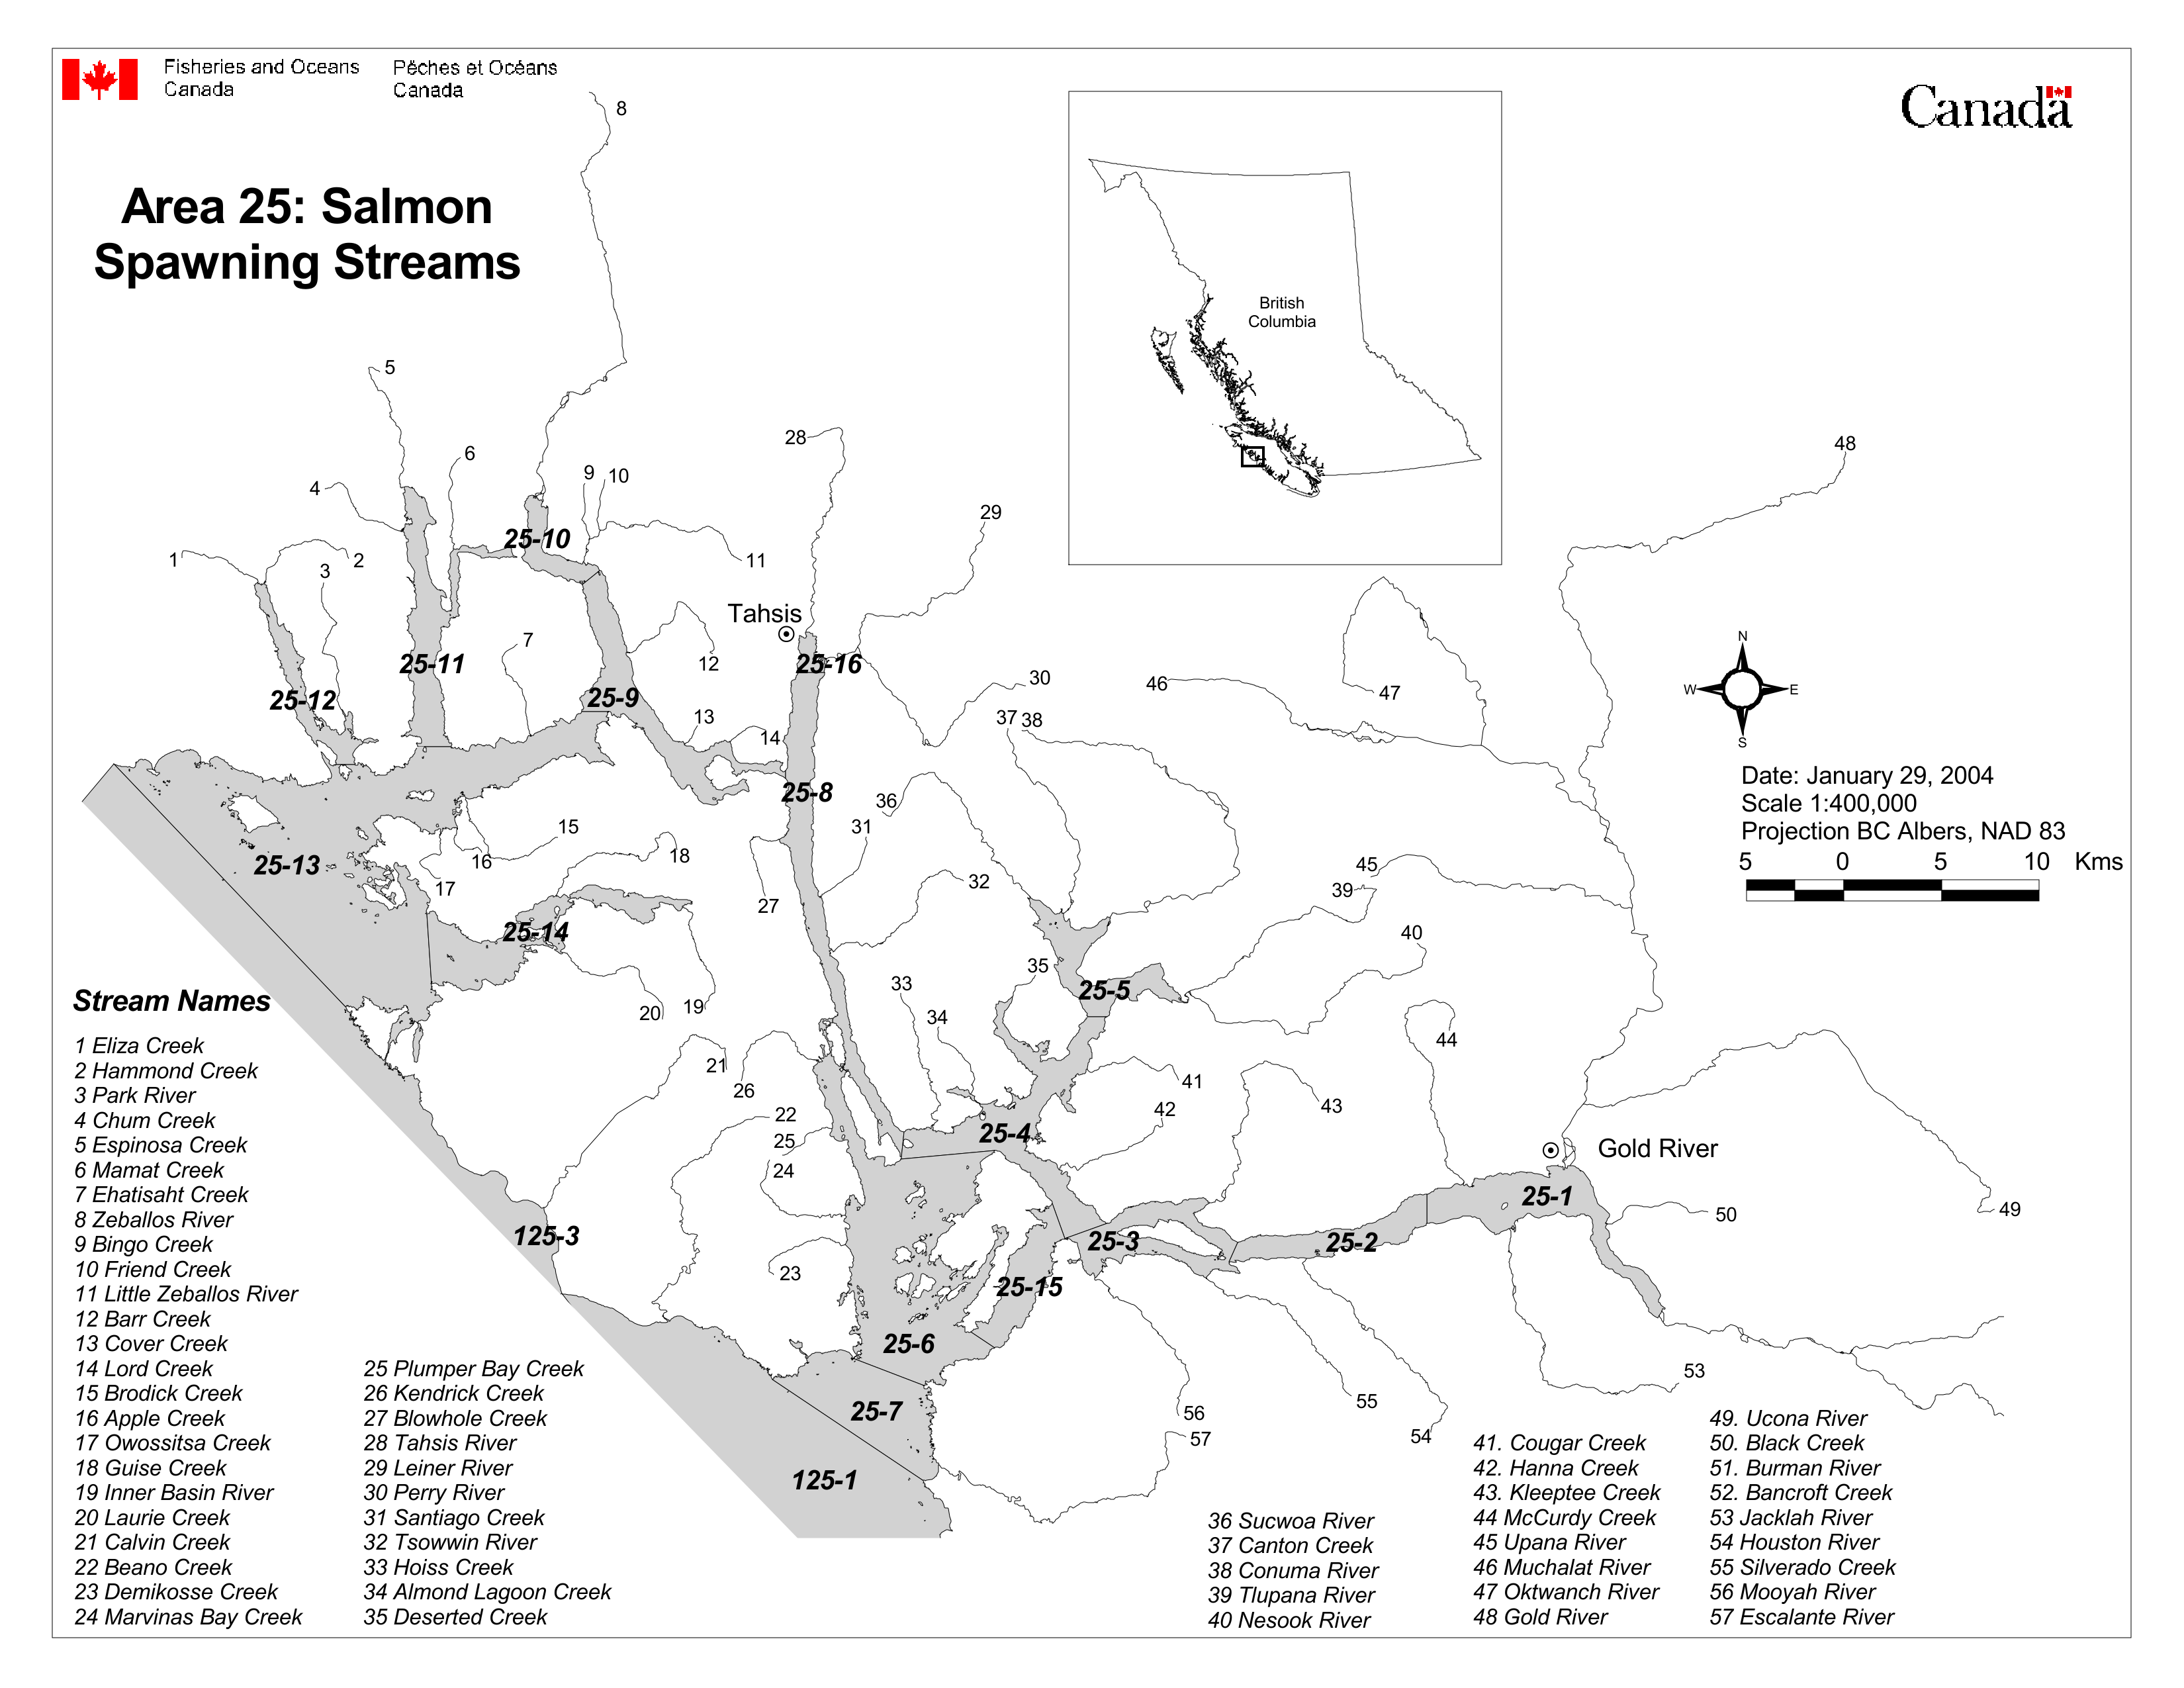 Fisheries and Oceans
Canada
Pêches et Océans
Canada
Canada
Area 25: Salmon
Spawning Streams
British
Columbia
8
5
6
4
9
10
28
48
29
1
2
3
11
25-10
Tahsis
7
12
25-11
25-16
25-12
25-9
30
46
47
N
W
E
S
13
14
37
38
25-8
36
31
15
16
18
17
25-13
27
32
45
39
40
25-14
20
19
33
34
35
25-5
44
Date: January 29, 2004
Scale 1:400,000
Projection BC Albers, NAD 83
5
0
5
10
Kms
21
26
22
25
24
23
41
42
43
25-4
Gold River
25-1
49
50
125-3
25-3
25-2
25-15
25-6
25-7
125-1
53
55
54
56
57
Stream Names
1 Eliza Creek
2 Hammond Creek
3 Park River
4 Chum Creek
5 Espinosa Creek
6 Mamat Creek
7 Ehatisaht Creek
8 Zeballos River
9 Bingo Creek
10 Friend Creek
11 Little Zeballos River
12 Barr Creek
13 Cover Creek
14 Lord Creek
15 Brodick Creek
16 Apple Creek
17 Owossitsa Creek
18 Guise Creek
19 Inner Basin River
20 Laurie Creek
21 Calvin Creek
22 Beano Creek
23 Demikosse Creek
24 Marvinas Bay Creek
25 Plumper Bay Creek
26 Kendrick Creek
27 Blowhole Creek
28 Tahsis River
29 Leiner River
30 Perry River
31 Santiago Creek
32 Tsowwin River
33 Hoiss Creek
34 Almond Lagoon Creek
35 Deserted Creek
36 Sucwoa River
37 Canton Creek
38 Conuma River
39 Tlupana River
40 Nesook River
41. Cougar Creek
42. Hanna Creek
43. Kleeptee Creek
44 McCurdy Creek
45 Upana River
46 Muchalat River
47 Oktwanch River
48 Gold River
49. Ucona River
50. Black Creek
51. Burman River
52. Bancroft Creek
53 Jacklah River
54 Houston River
55 Silverado Creek
56 Mooyah River
57 Escalante River